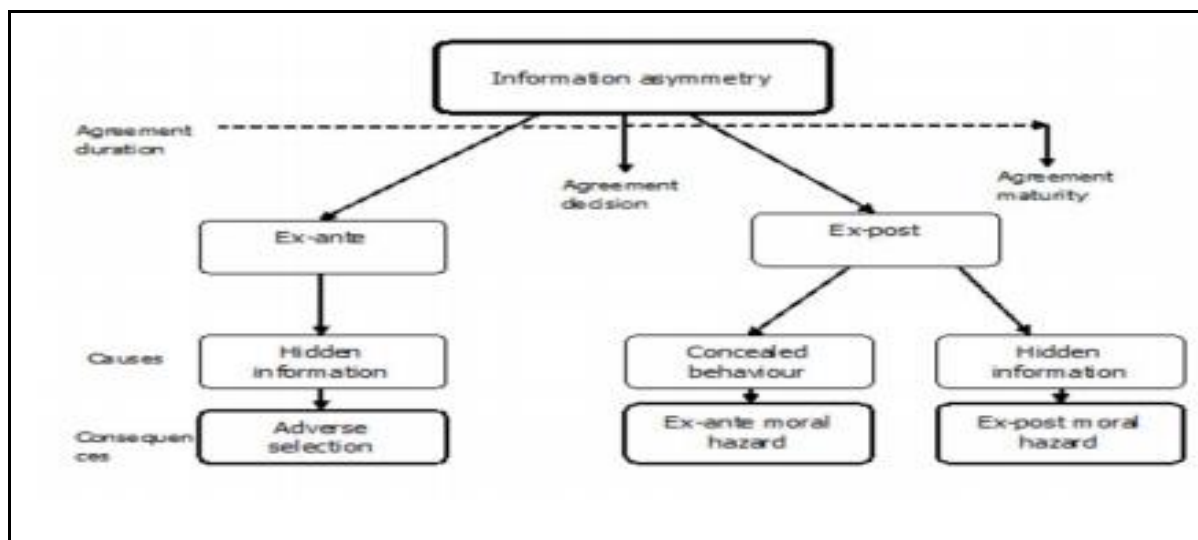 Information asymmetry
Agreement
duration
Agreement
decision
Agreement
maturity
Ex-ante
Ex-post
Causes
Hidden
information
Concealed
behaviour
Hidden
information
Consequen
ces
Adverse
selection
Ex-ante moral
hazard
Ex-post moral
hazard